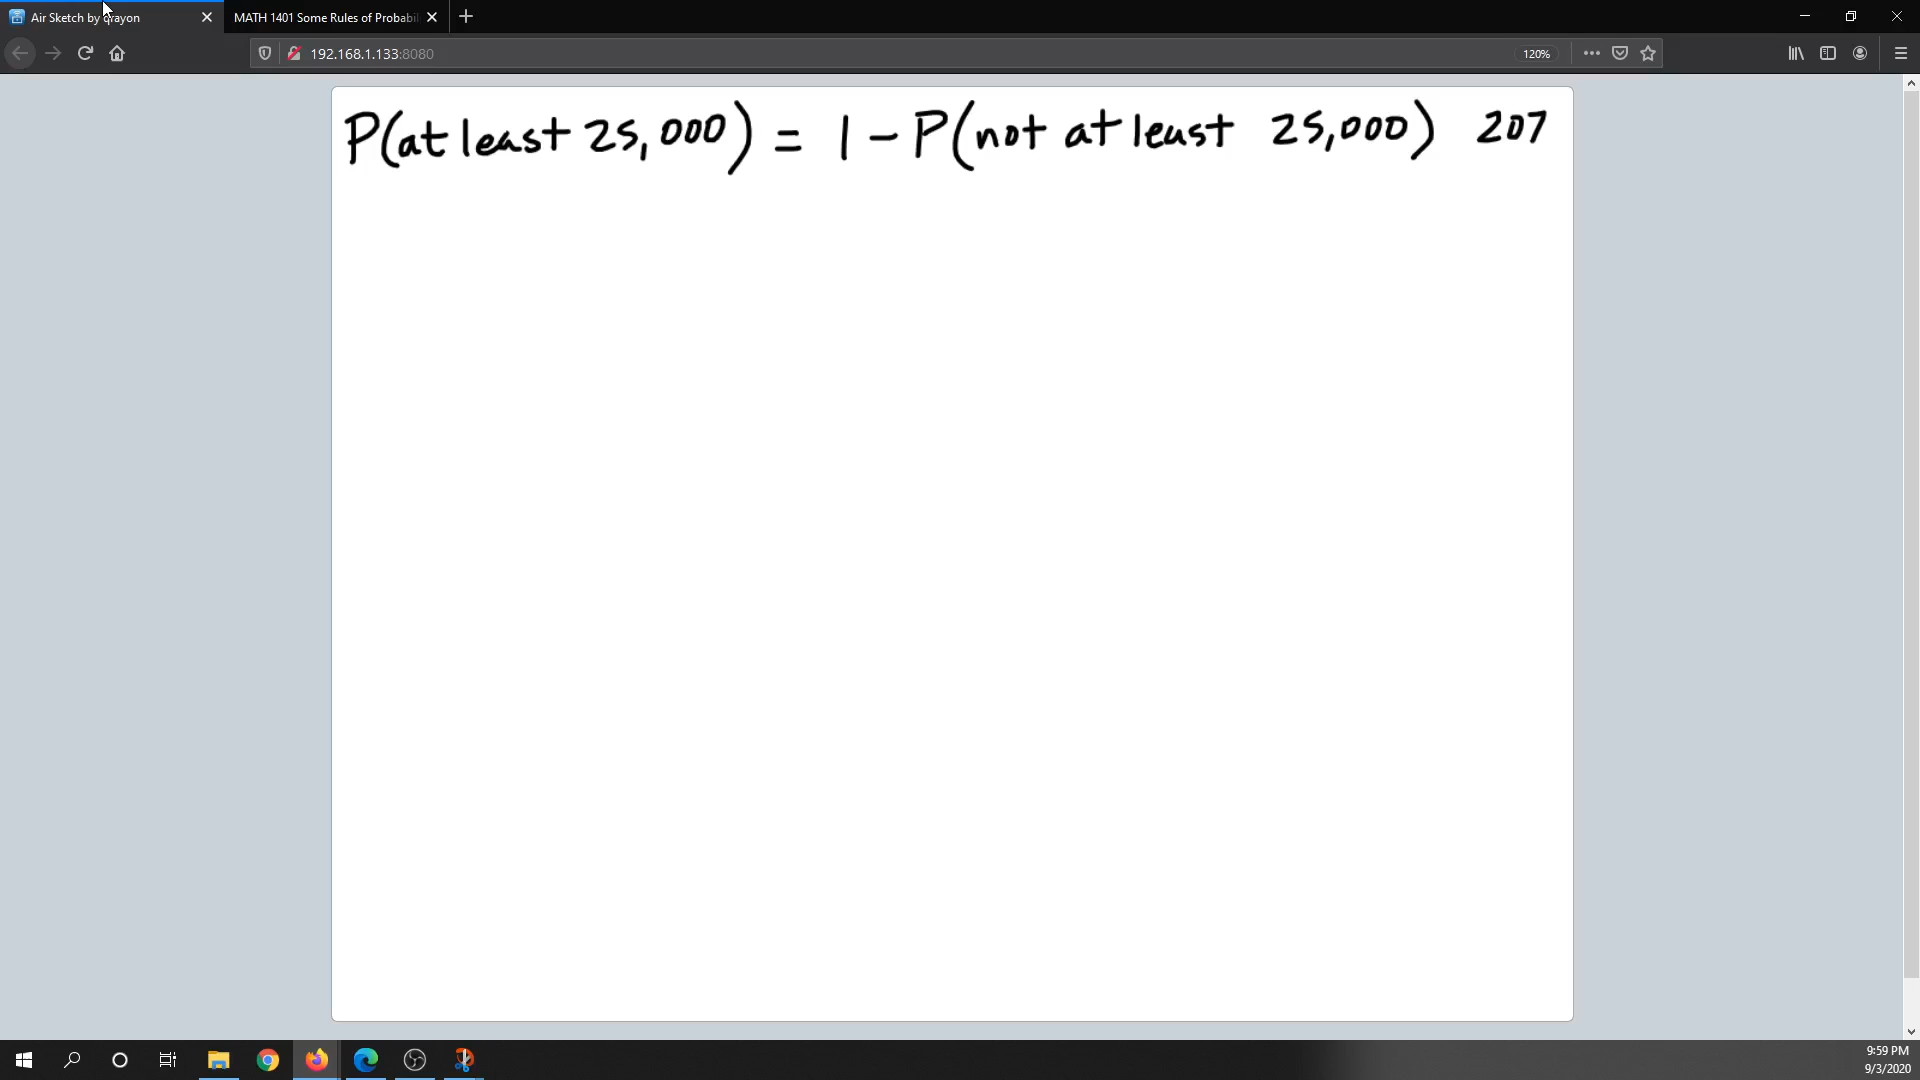 Air Sketch by qrayon
MATH 1401 Some Rules of Probabil
192.168.1.133:8080
120%
P(at least 25,000) = 1 - P(not at least 25,000) 207
9:59 PM
9/3/2020